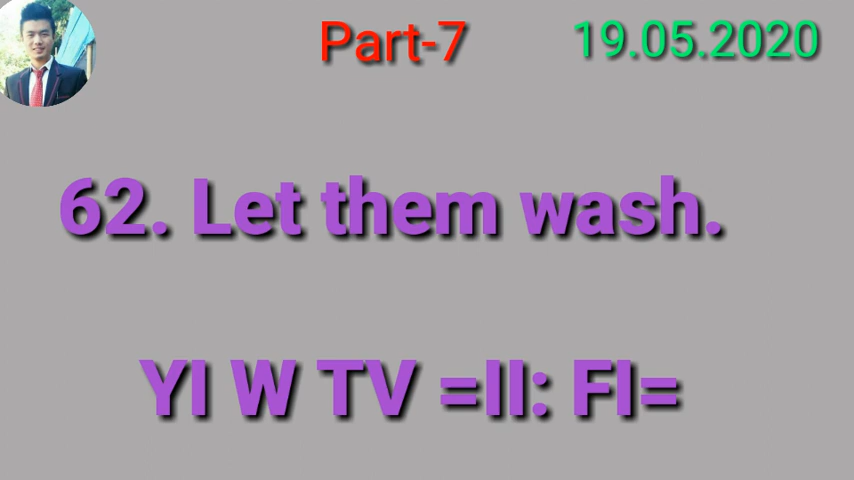 Part-7
19.05.2020
62. Let them wash.
YI W TV =II: FI=